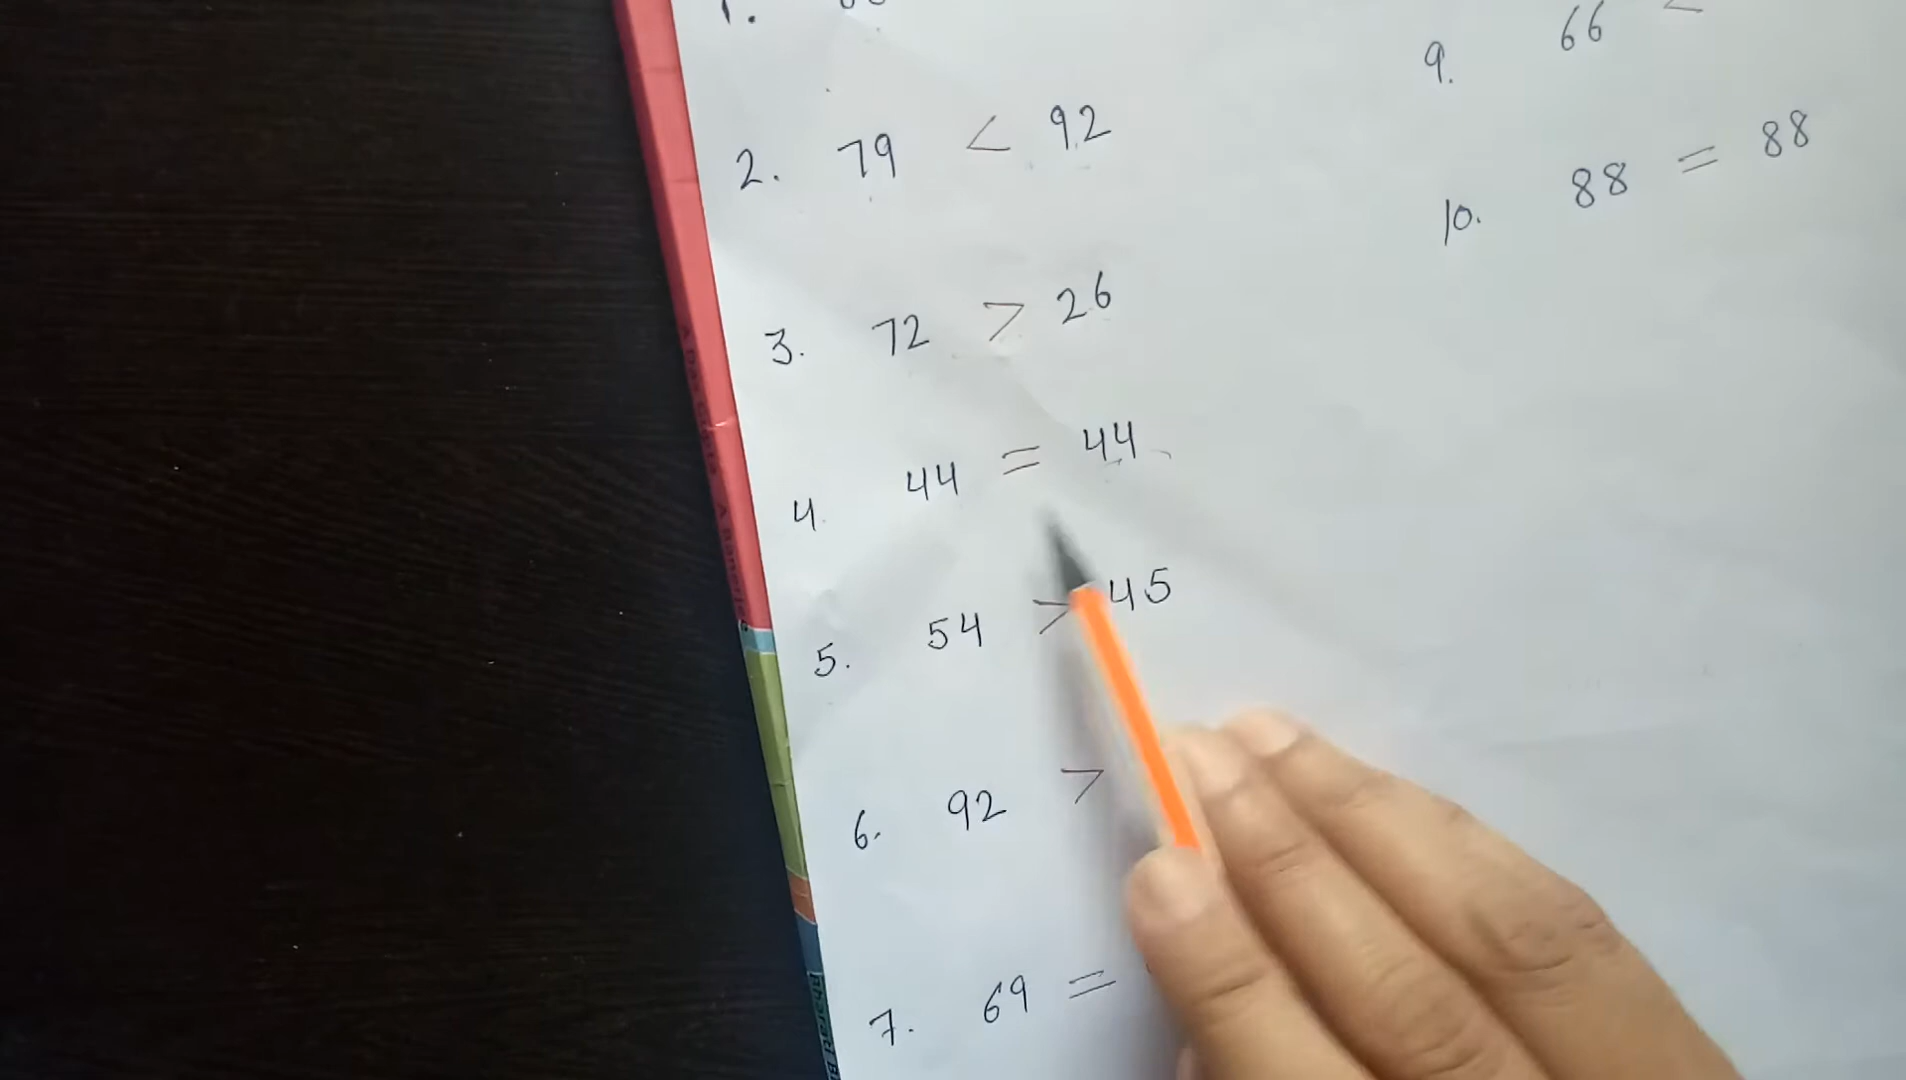 1.
2. 79 < 92
3. 72 > 26
4. 44 = 44
5. 54 > 45
6. 92 >
7. 69 =
9. 66 <
10. 88 = 88